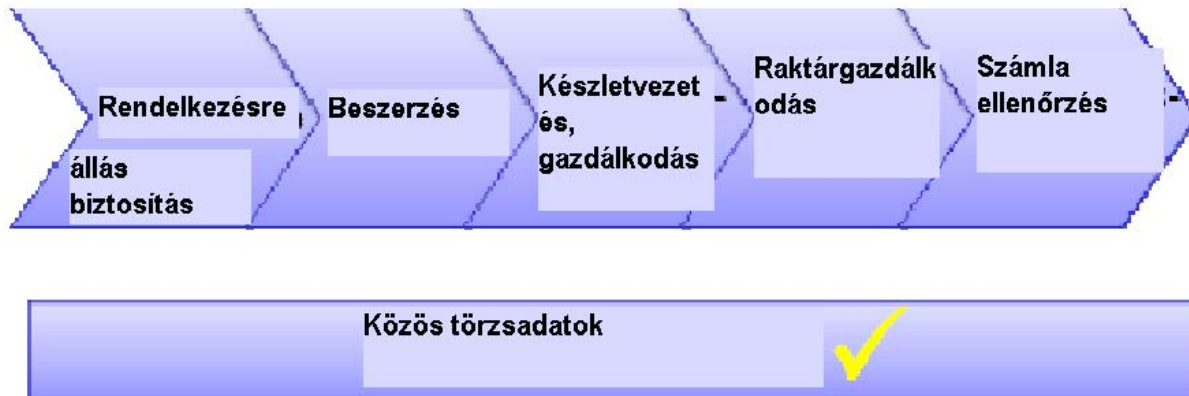 Rendelkezésre
állás
biztosítás
Beszerzés
Készletvezet
és,
gazdálkodás
Raktárgazdálk
odás
Számla
ellenőrzés
Közös törzsadatok